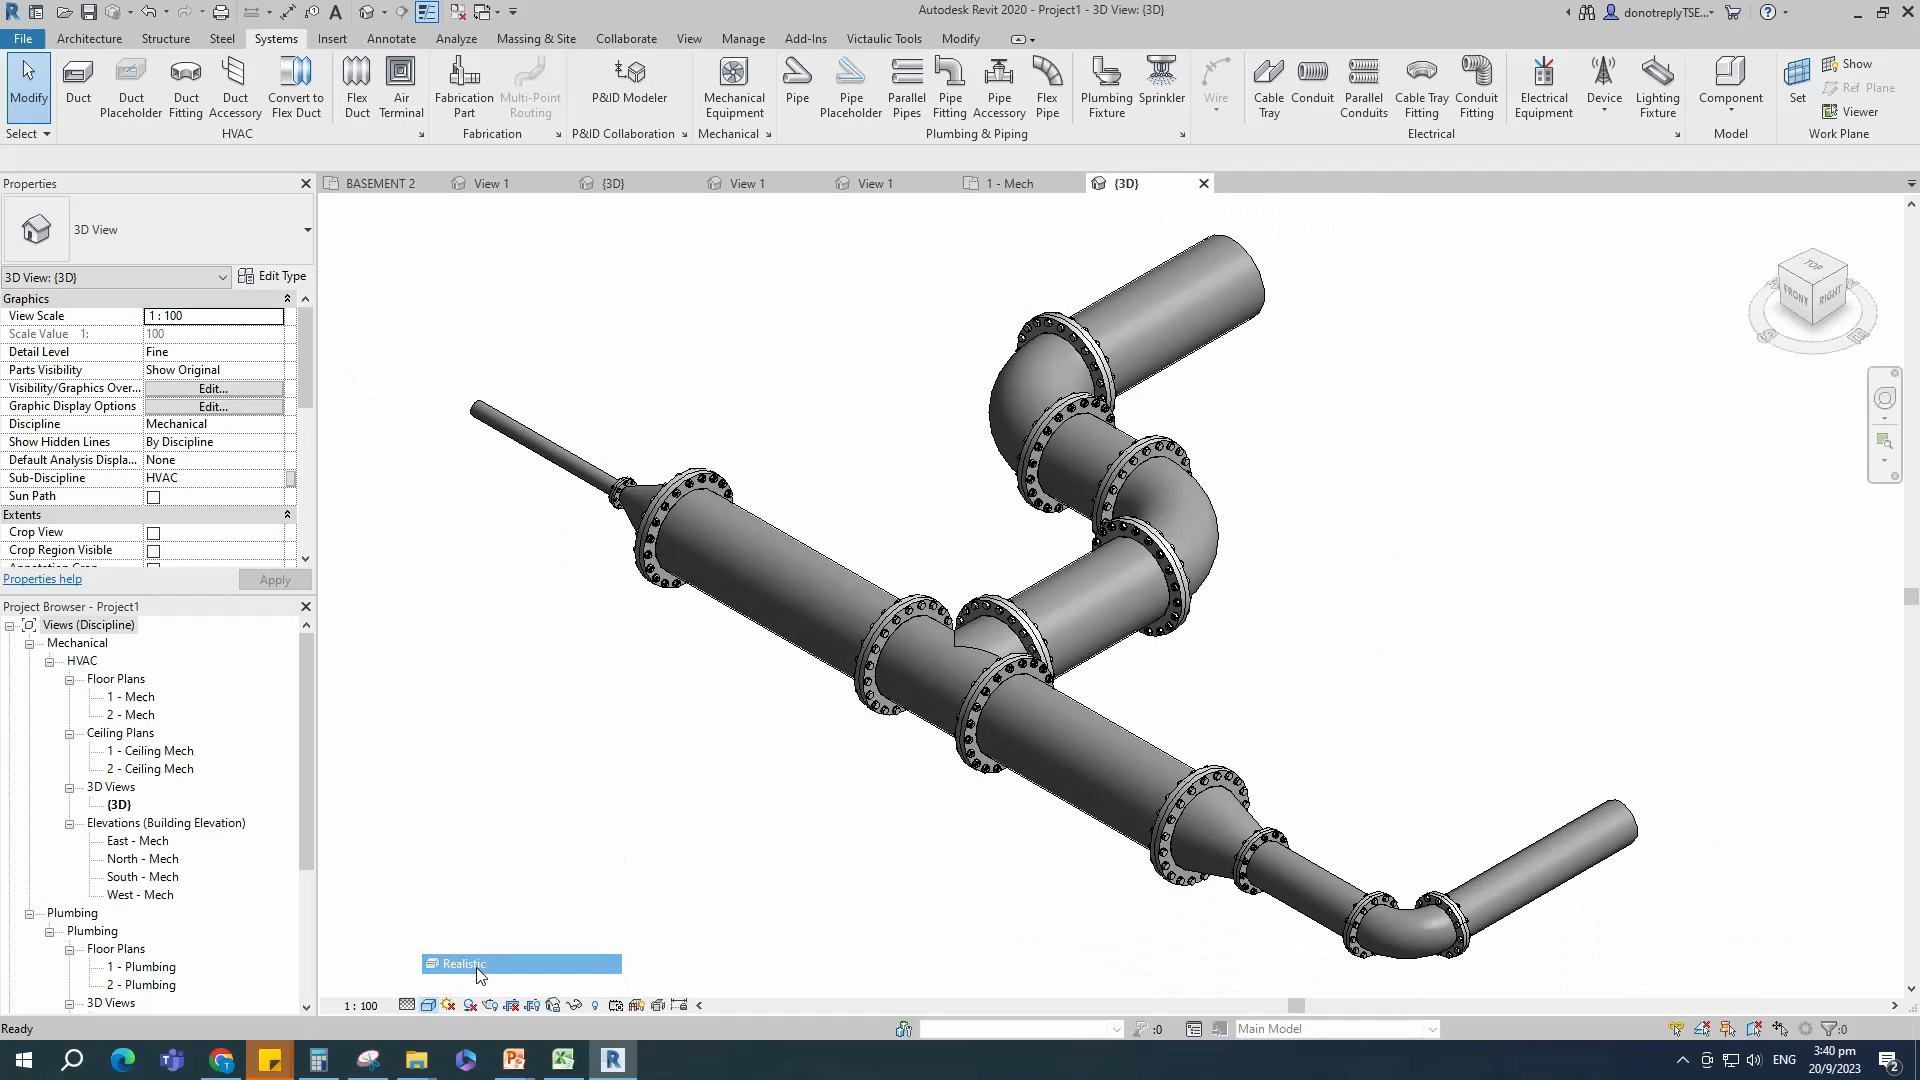 Autodesk Revit 2020 - Project1 - 3D View: {3D}
donotreplyTSE...
File
Architecture
Structure
Steel
Systems
Insert
Annotate
Analyze
Massing & Site
Collaborate
View
Manage
Add-Ins
Victaulic Tools
Modify
Modify
Duct
Duct
Placeholder
Duct
Fitting
Duct
Accessory
Convert to
Flex Duct
Flex
Duct
Air
Terminal
Fabrication
Part
Multi-Point
Routing
P&ID Modeler
Mechanical
Equipment
Pipe
Pipe
Placeholder
Parallel
Pipes
Pipe
Fitting
Pipe
Accessory
Flex
Pipe
Plumbing
Fixture
Sprinkler
Wire
Cable
Tray
Conduit
Parallel
Conduits
Cable Tray
Fitting
Conduit
Fitting
Electrical
Equipment
Device
Lighting
Fixture
Component
Set
Show
Ref Plane
Viewer
Select
HVAC
Fabrication
P&ID Collaboration
Mechanical
Plumbing & Piping
Electrical
Model
Work Plane
Properties
BASEMENT 2
View 1
{3D}
View 1
View 1
1 - Mech
{3D}
3D View
3D View: {3D}
Edit Type
Graphics
View Scale
1 : 100
Scale Value 1:
100
Detail Level
Fine
Parts Visibility
Show Original
Visibility/Graphics Over...
Edit...
Graphic Display Options
Edit...
Discipline
Mechanical
Show Hidden Lines
By Discipline
Default Analysis Displa...
None
Sub-Discipline
HVAC
Sun Path
Extents
Crop View
Crop Region Visible
Properties help
Apply
Project Browser - Project1
Views (Discipline)
Mechanical
HVAC
Floor Plans
1 - Mech
2 - Mech
Ceiling Plans
1 - Ceiling Mech
2 - Ceiling Mech
3D Views
{3D}
Elevations (Building Elevation)
East - Mech
North - Mech
South - Mech
West - Mech
Plumbing
Plumbing
Floor Plans
1 - Plumbing
2 - Plumbing
3D Views
TOP
FRONT
RIGHT
S
E
Realistic
1 : 100
Ready
:0
Main Model
:0
ENG
3:40 pm
20/9/2023
2